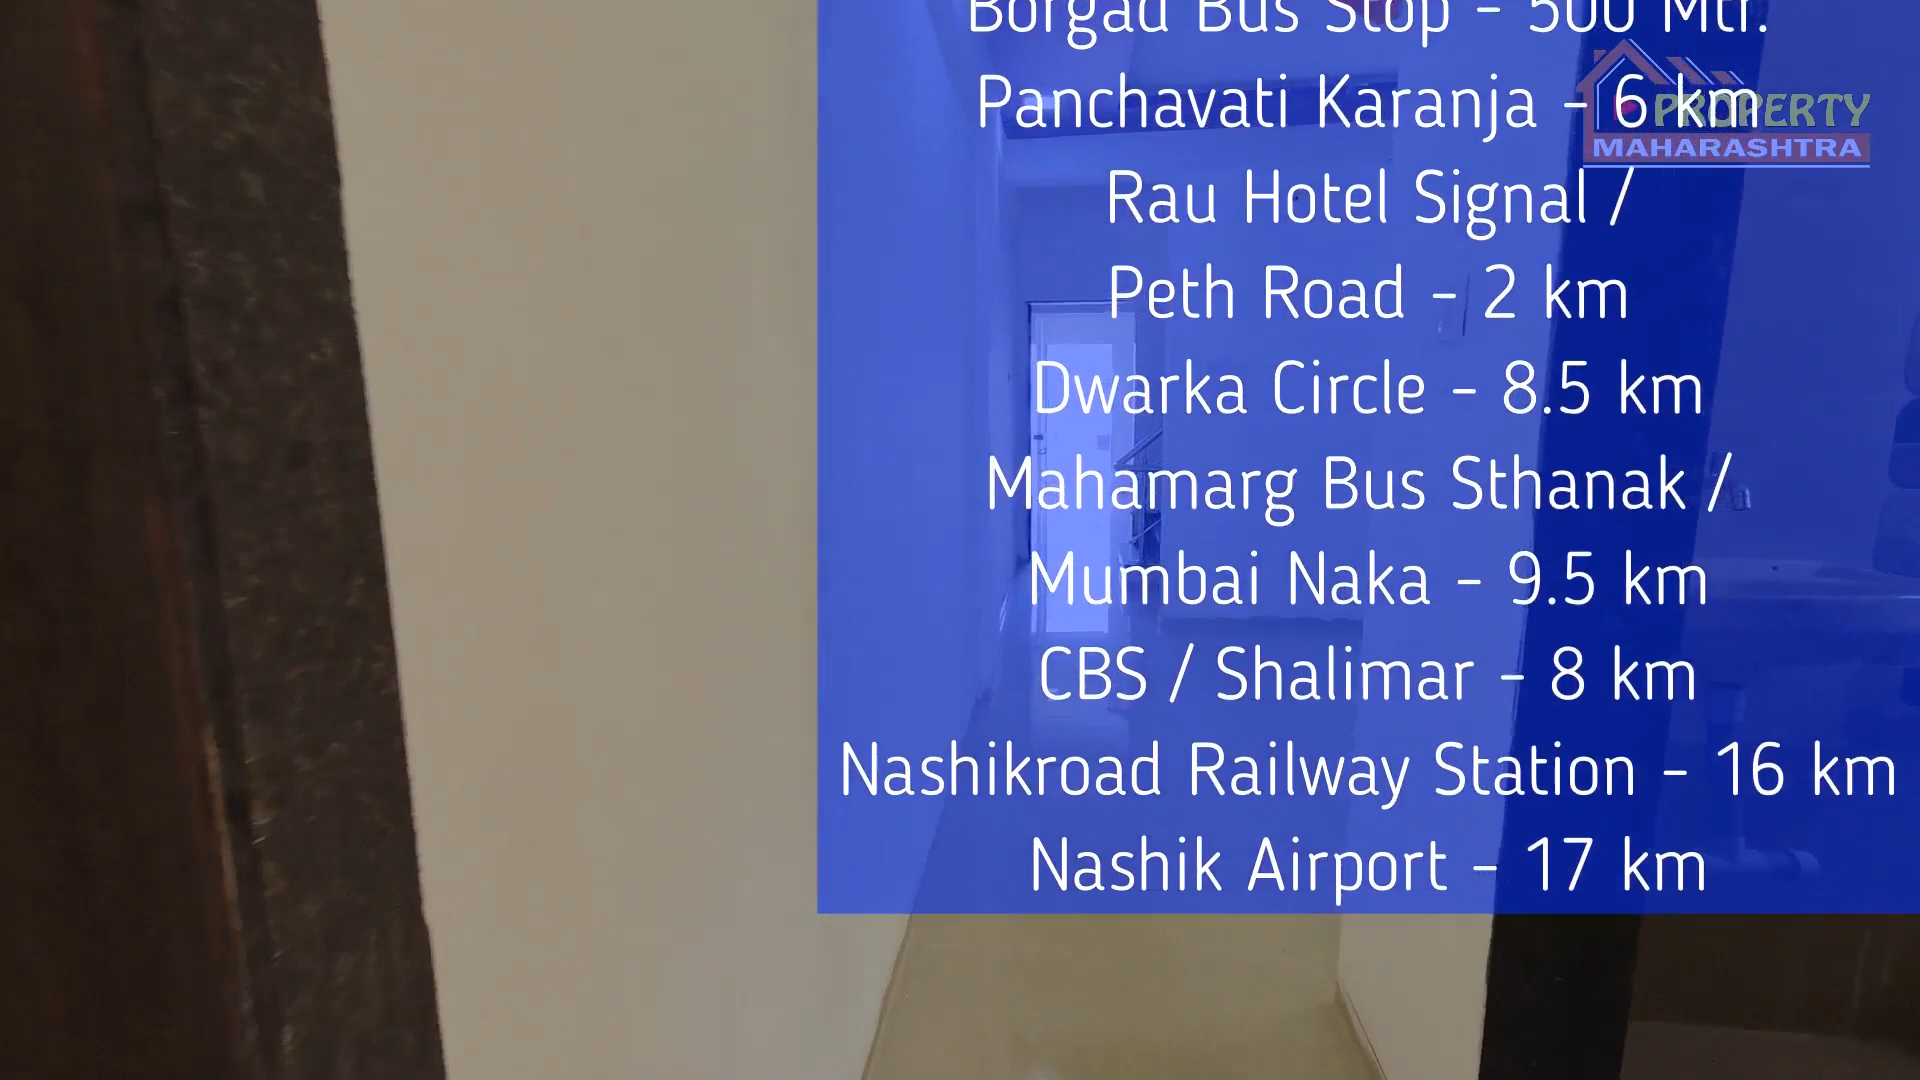 Borgad Bus Stop - 500 Mtr.
Panchavati Karanja - 6 km
PROPERTY
MAHARASHTRA
Rau Hotel Signal /
Peth Road - 2 km
Dwarka Circle - 8.5 km
Mahamarg Bus Sthanak /
Mumbai Naka - 9.5 km
CBS / Shalimar - 8 km
Nashikroad Railway Station - 16 km
Nashik Airport - 17 km